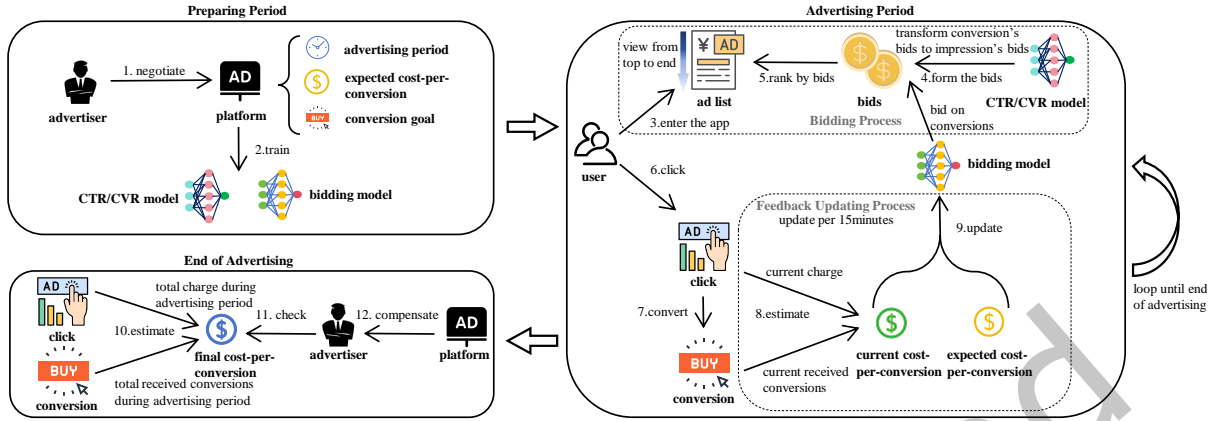 Preparing Period
1. negotiate
AD
advertiser
platform
advertising period
$
expected cost-per-
conversion
BUY
conversion goal
2.train
CTR/CVR model
bidding model
Advertising Period
view from
top to end
¥ AD
ad list
5.rank by bids
$
$
bids
transform conversion's
bids to impression's bids
4.form the bids
CTR/CVR model
Bidding Process
bid on
conversions
3.enter the app
user
6.click
bidding model
Feedback Updating Process
update per 15minutes
9.update
AD
click
current charge
7.convert
8.estimate
$
$
current cost-
per-conversion
expected cost-
per-conversion
BUY
conversion
current received
conversions
loop until end
of advertising
End of Advertising
AD
click
total charge during
advertising period
10.estimate
$
final cost-per-
conversion
11. check
advertiser
12. compensate
AD
platform
BUY
conversion
total received conversions
during advertising period